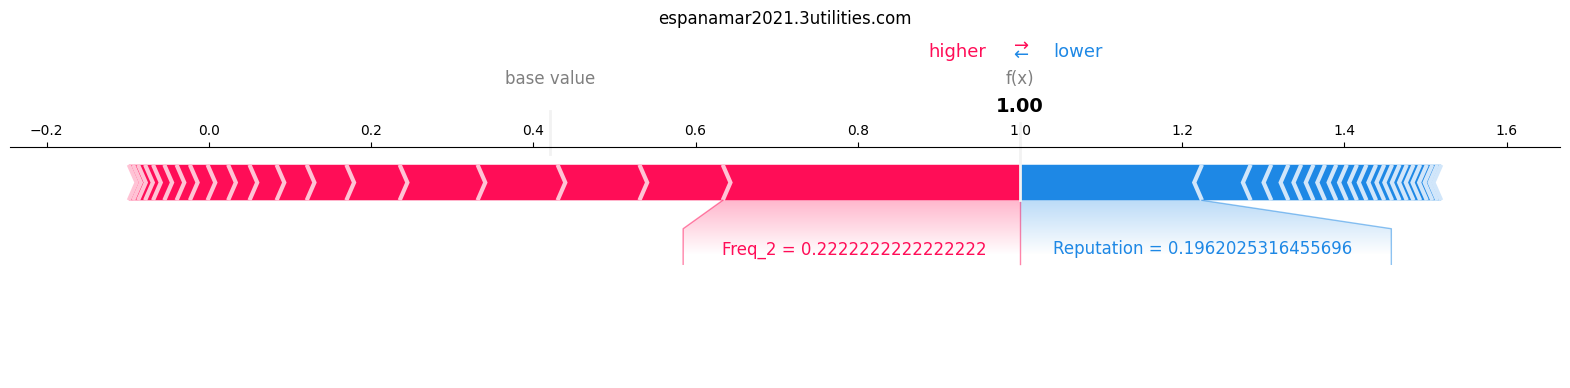 espanamar2021.3utilities.com
higher ⇄ lower
base value f(x)
1.00
−0.2 0.0 0.2 0.4 0.6 0.8 1.0 1.2 1.4 1.6
Freq_2 = 0.2222222222222222 Reputation = 0.1962025316455696